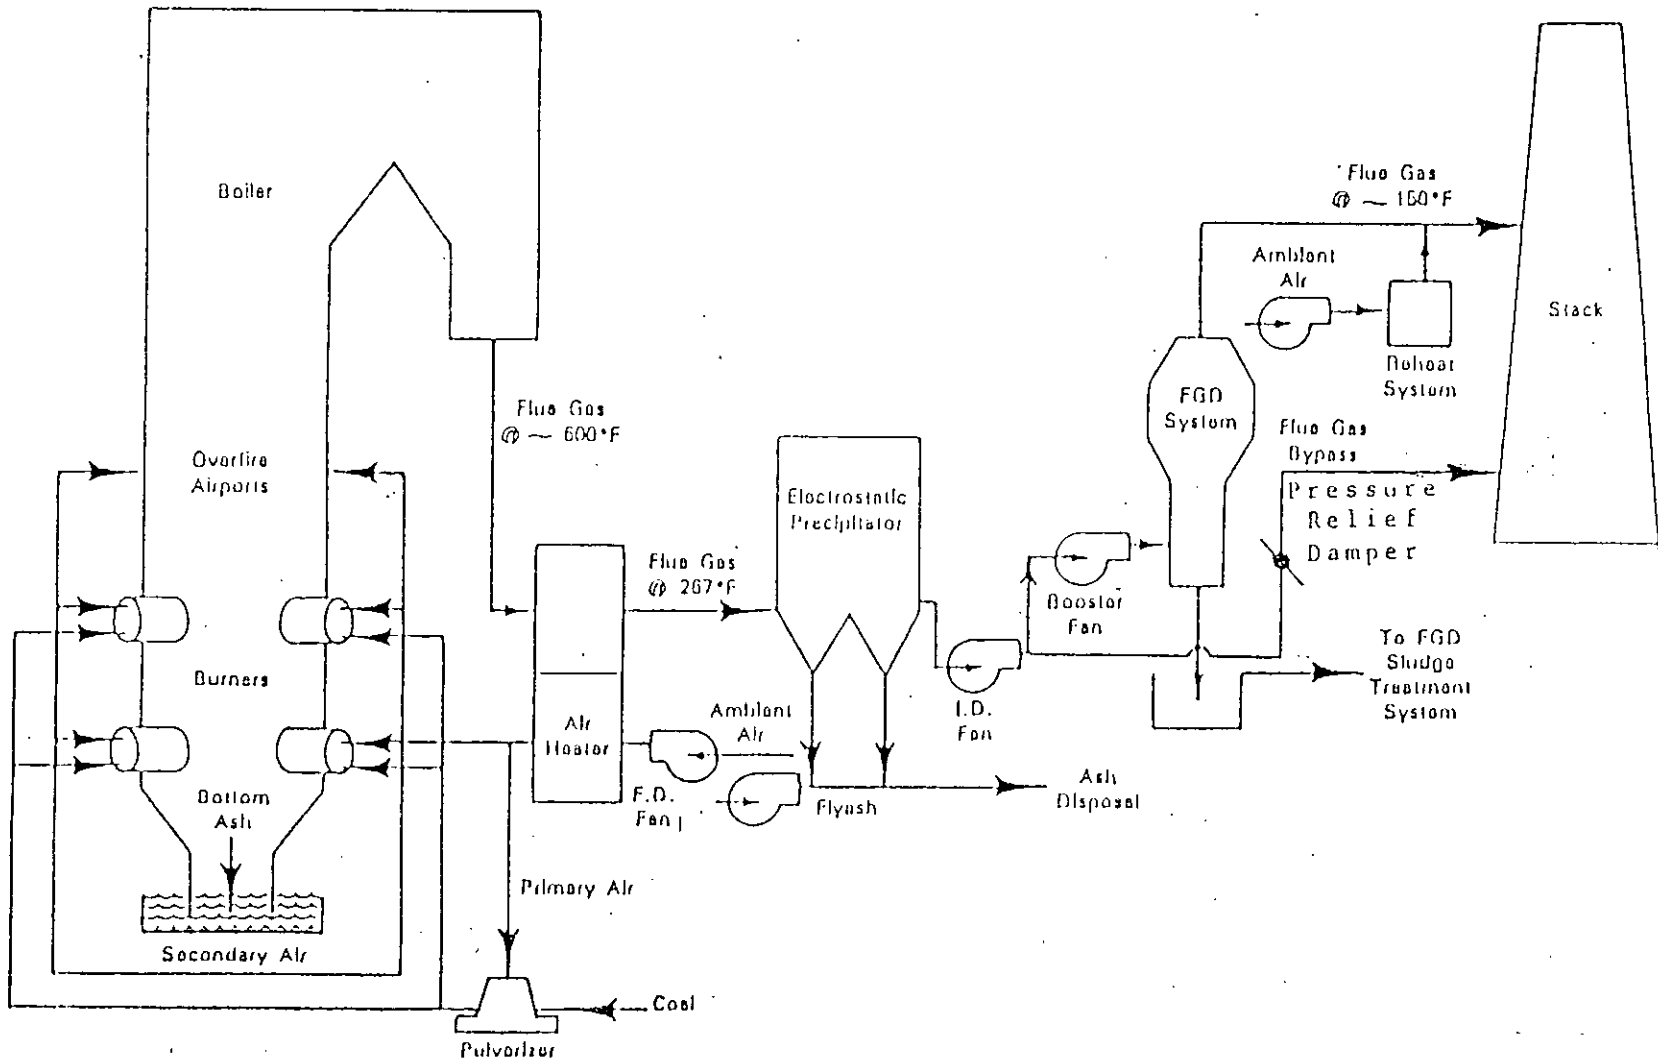 Boiler
Flue Gas
@ ~ 600°F
Overfire
Airports
Burners
Bottom
Ash
Secondary Air
Primary Air
Coal
Pulverizer
Air
Heater
Flue Gas
@ 267°F
F.D.
Fan
Ambient
Air
Electrostatic
Precipitator
Flyash
Ash
Disposal
I.D.
Fan
Booster
Fan
FGD
System
Ambient
Air
Flue Gas
@ ~ 160°F
Reheat
System
Flue Gas
Bypass
Pressure
Relief
Damper
To FGD
Sludge
Treatment
System
Stack